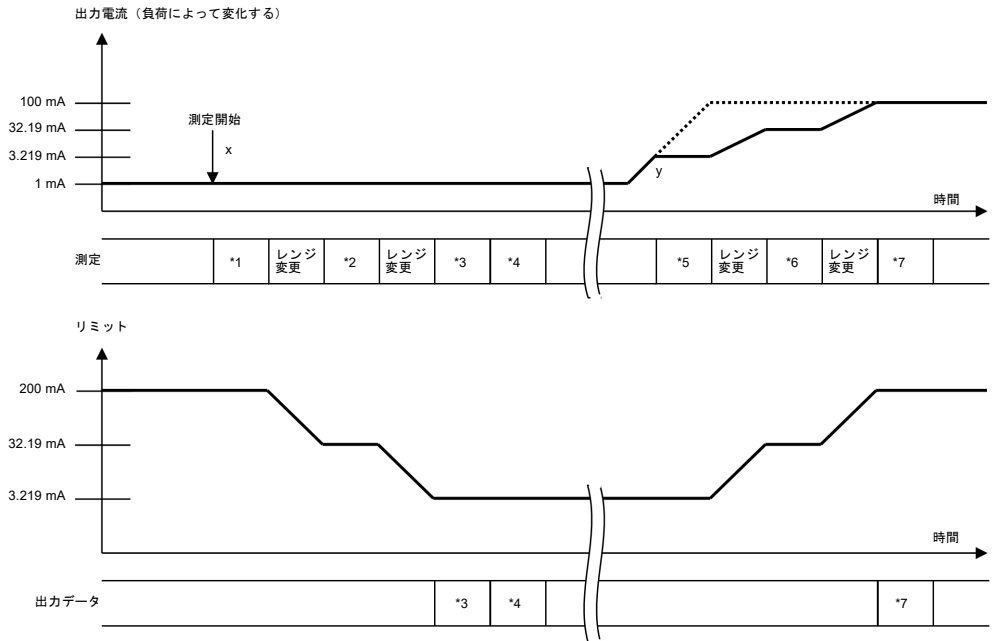 出力電流（負荷によって変化する）
100 mA
32.19 mA
3.219 mA
1 mA
測定開始
x
y
時間
測定
*1
レンジ
変更
*2
レンジ
変更
*3
*4
*5
レンジ
変更
*6
レンジ
変更
*7
リミット
200 mA
32.19 mA
3.219 mA
時間
出力データ
*3
*4
*7